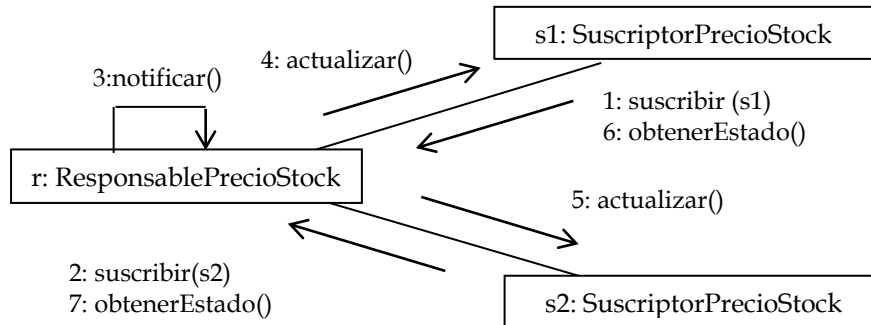 s1: SuscriptorPrecioStock
4: actualizar()
3:notificar()
1: suscribir (s1)
6: obtenerEstado()
r: ResponsablePrecioStock
5: actualizar()
2: suscribir(s2)
7: obtenerEstado()
s2: SuscriptorPrecioStock